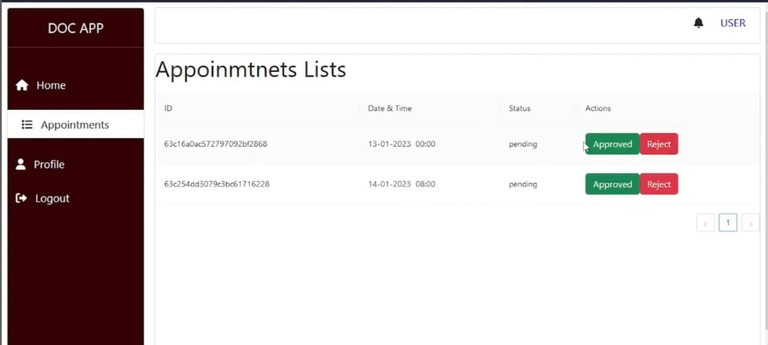 DOC APP
USER
Home
Appointments
Profile
Logout
Appoinmtnets Lists
ID Date & Time Status Actions
63c16a0ac572797092bf2868 13-01-2023 00:00 pending Approved Reject
63c254dd3079c3bc61716228 14-01-2023 08:00 pending Approved Reject
< 1 >